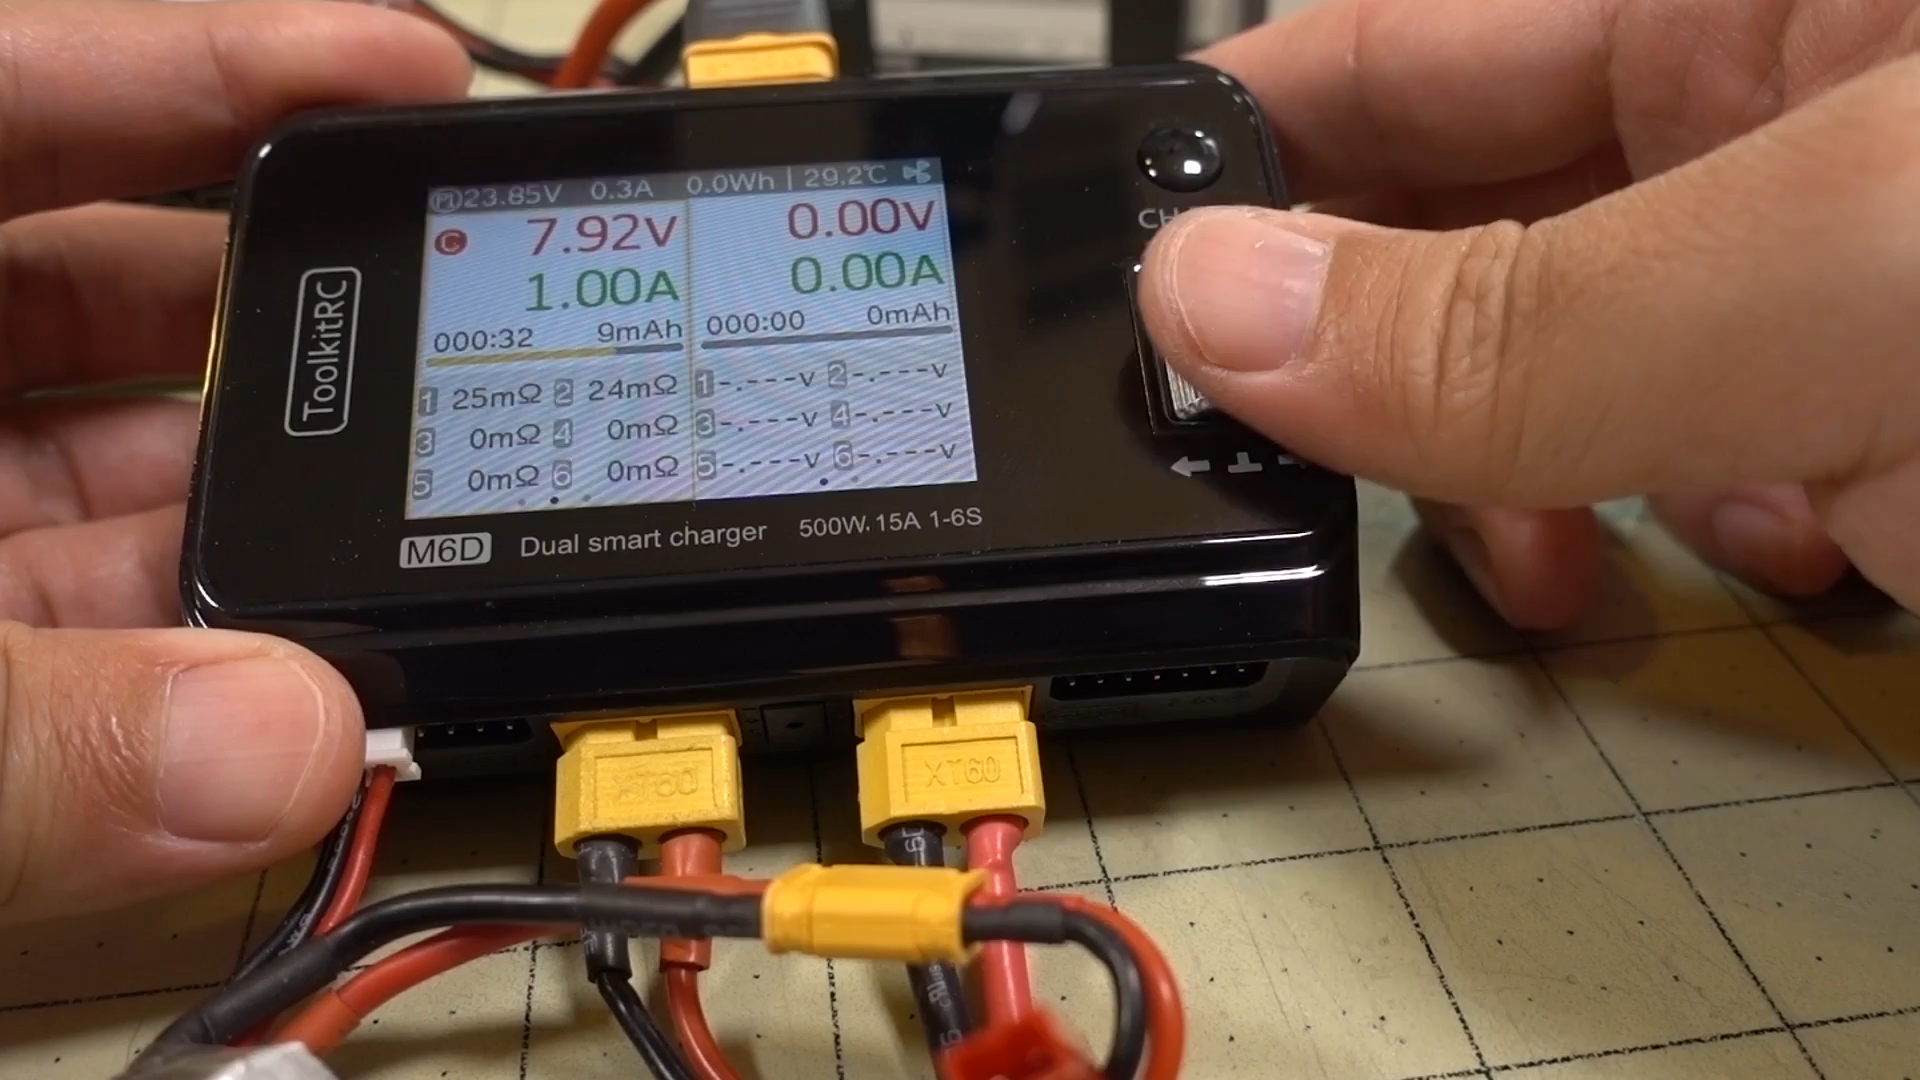 P1 23.85V 0.3A 0.0Wh | 29.2℃
C 7.92V
1.00A
000:32 9mAh
1 25mΩ 2 24mΩ
3 0mΩ 4 0mΩ
5 0mΩ 6 0mΩ
0.00V
0.00A
000:00 0mAh
1 -.---v 2 -.---v
3 -.---v 4 -.---v
5 -.---v 6 -.---v
ToolkitRC
M6D Dual smart charger 500W. 15A 1-6S
XT60
XT60